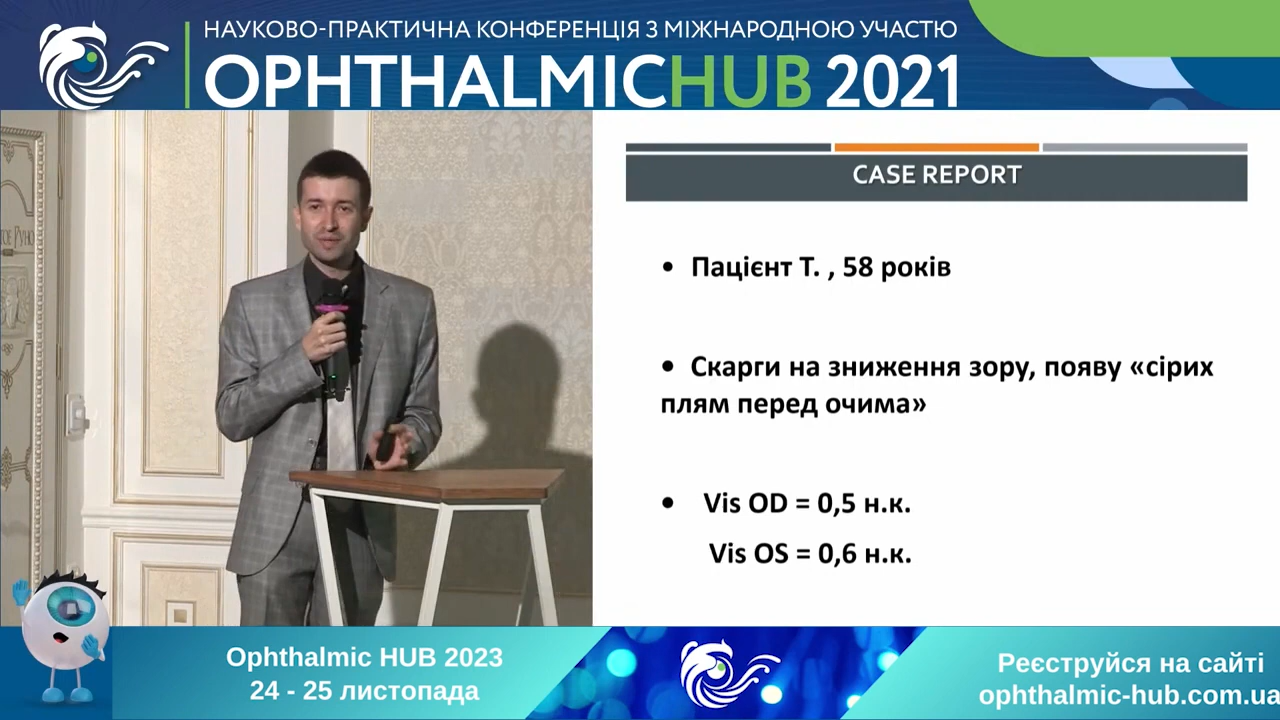 НАУКОВО-ПРАКТИЧНА КОНФЕРЕНЦІЯ З МІЖНАРОДНОЮ УЧАСТЮ
OPHTHALMICHUB 2021
CASE REPORT
• Пацієнт Т. , 58 років
• Скарги на зниження зору, появу «сірих
плям перед очима»
• Vis OD = 0,5 н.к.
Vis OS = 0,6 н.к.
Ophthalmic HUB 2023
24 - 25 листопада
Реєструйся на сайті
ophthalmic-hub.com.ua